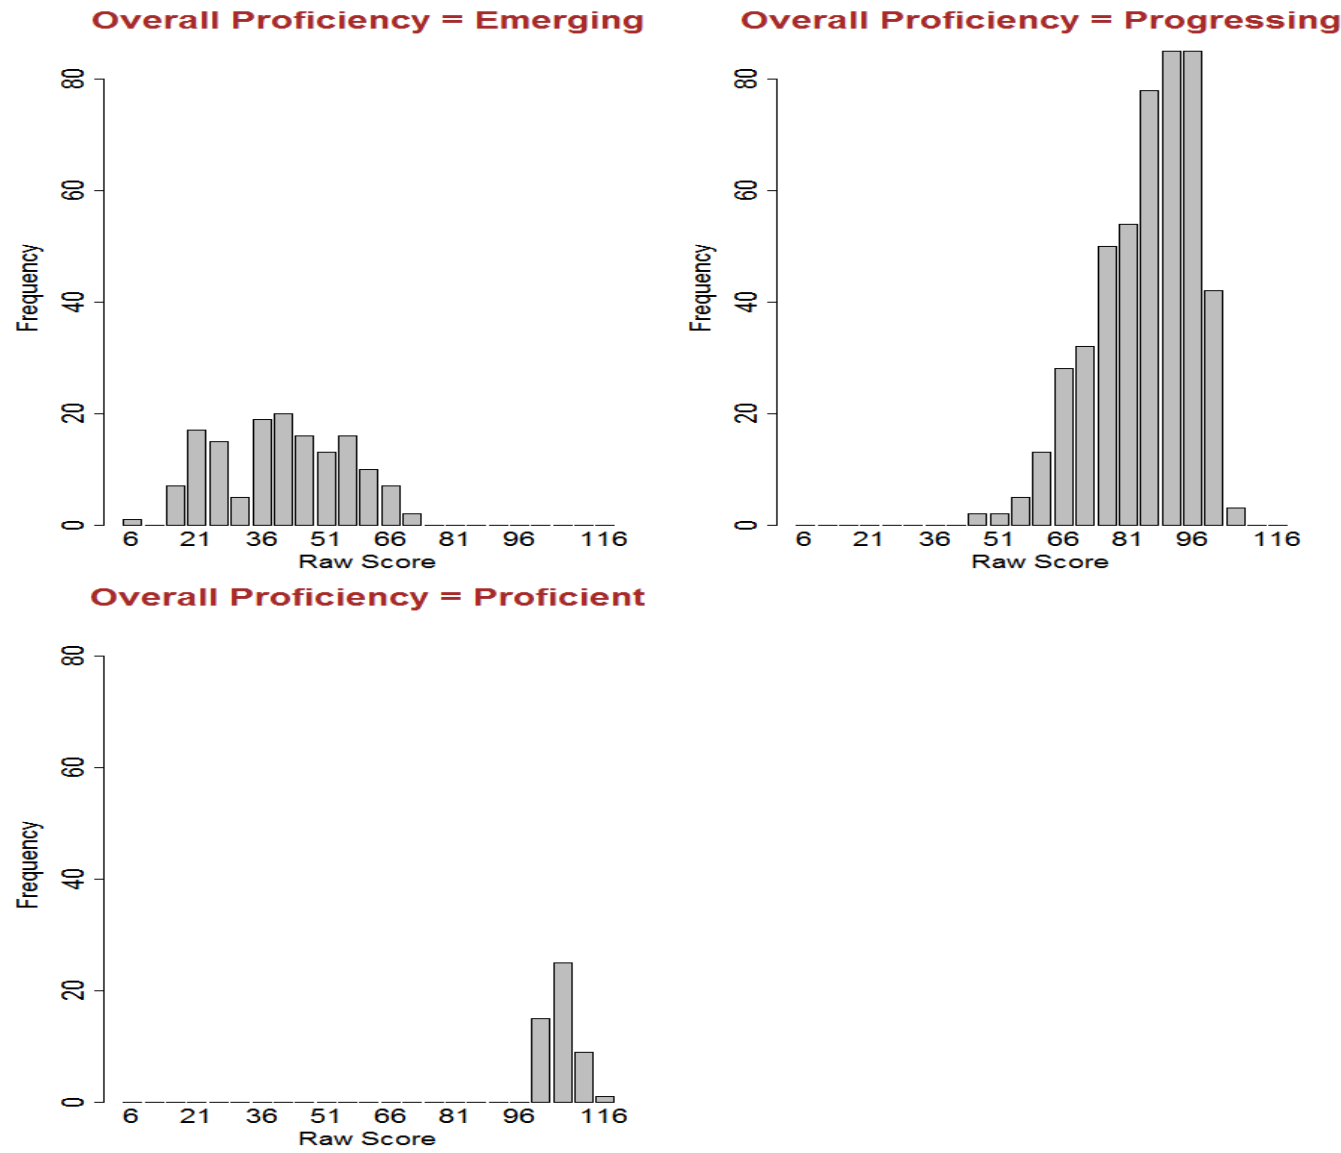 Overall Proficiency = Emerging
80
60
40
20
0
Frequency
6 21 36 51 66 81 96 116
Raw Score
Overall Proficiency = Progressing
80
60
40
20
0
Frequency
6 21 36 51 66 81 96 116
Raw Score
Overall Proficiency = Proficient
80
60
40
20
0
Frequency
6 21 36 51 66 81 96 116
Raw Score